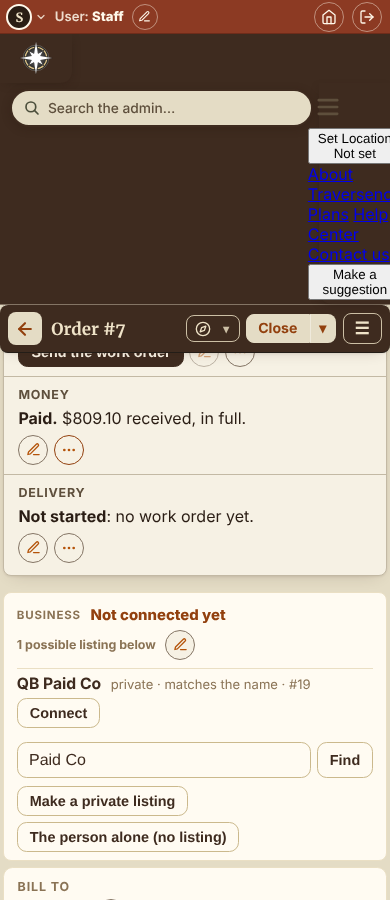 S User: Staff
Search the admin...
Set Location
Not set
About
Plans Help
Center
Contact us
Make a
suggestion
Order #7
Close
Send the work order
MONEY
Paid. $809.10 received, in full.
DELIVERY
Not started: no work order yet.
BUSINESS Not connected yet
1 possible listing below
QB Paid Co private · matches the name · #19
Connect
Paid Co Find
Make a private listing
The person alone (no listing)
BILL TO